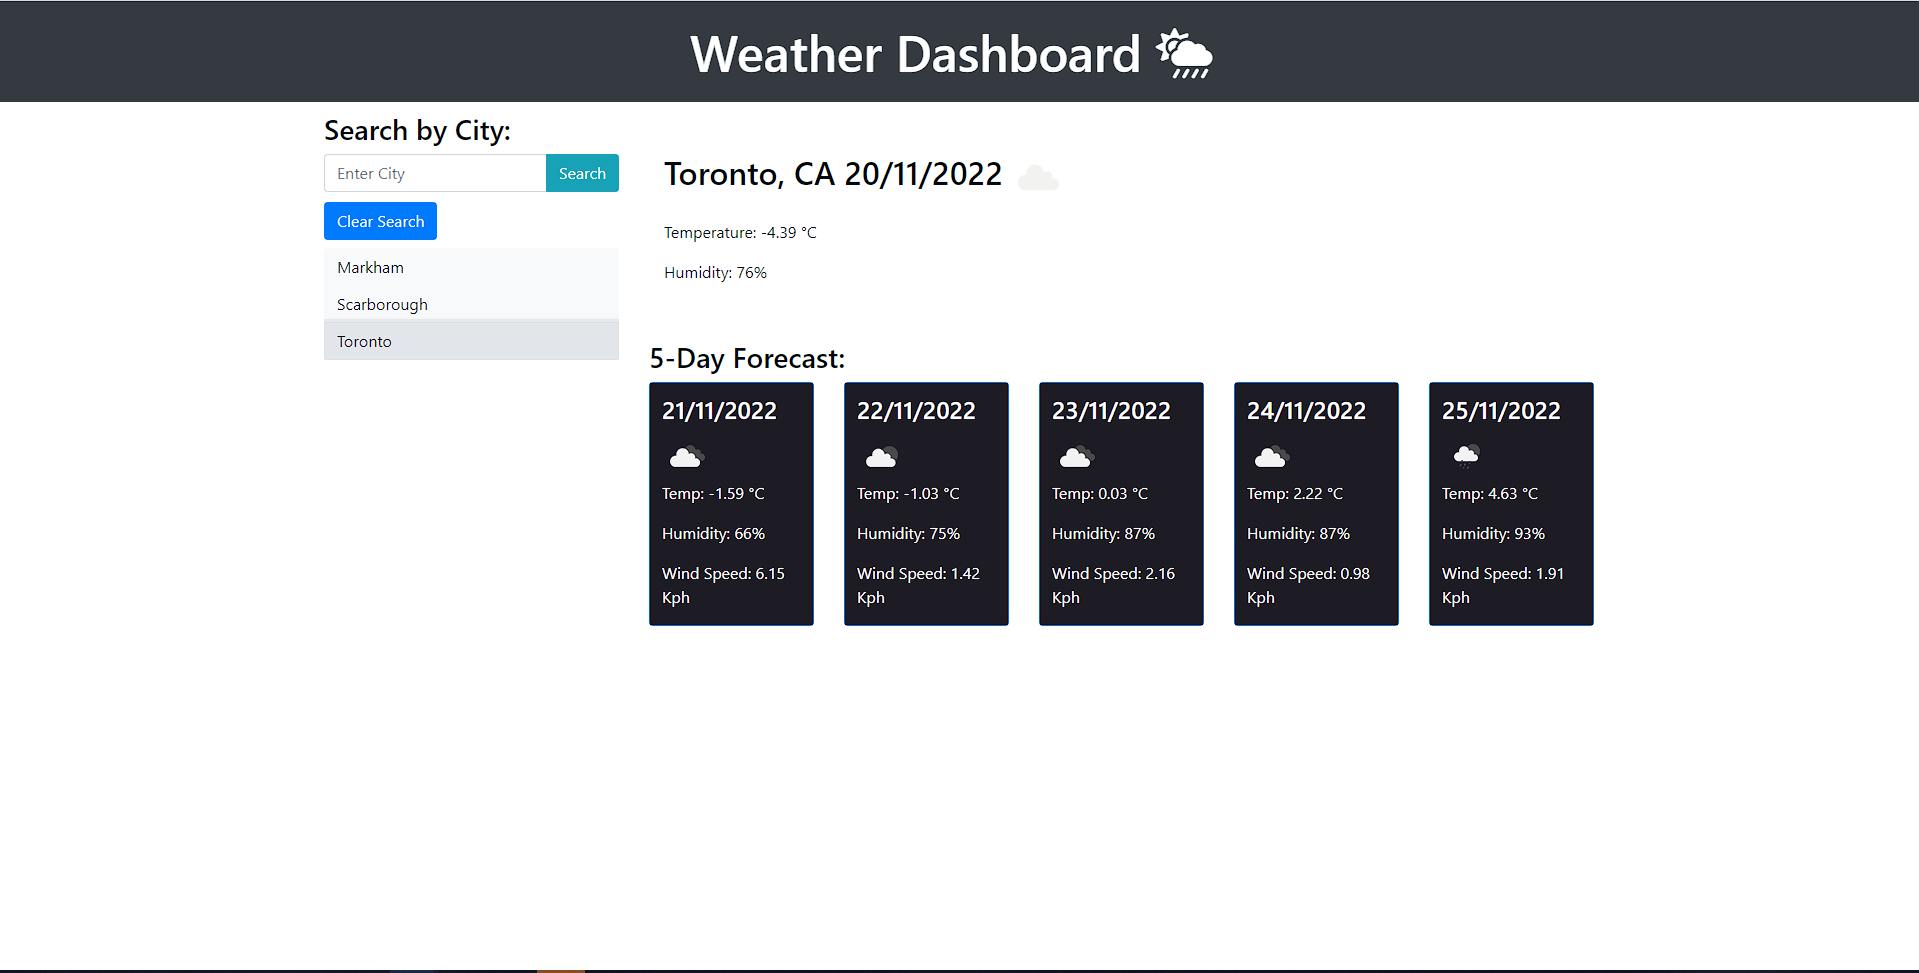 Weather Dashboard
Search by City:
Enter City
Search
Clear Search
Markham
Scarborough
Toronto
Toronto, CA 20/11/2022
Temperature: -4.39 °C
Humidity: 76%
5-Day Forecast:
21/11/2022
Temp: -1.59 °C
Humidity: 66%
Wind Speed: 6.15
Kph
22/11/2022
Temp: -1.03 °C
Humidity: 75%
Wind Speed: 1.42
Kph
23/11/2022
Temp: 0.03 °C
Humidity: 87%
Wind Speed: 2.16
Kph
24/11/2022
Temp: 2.22 °C
Humidity: 87%
Wind Speed: 0.98
Kph
25/11/2022
Temp: 4.63 °C
Humidity: 93%
Wind Speed: 1.91
Kph